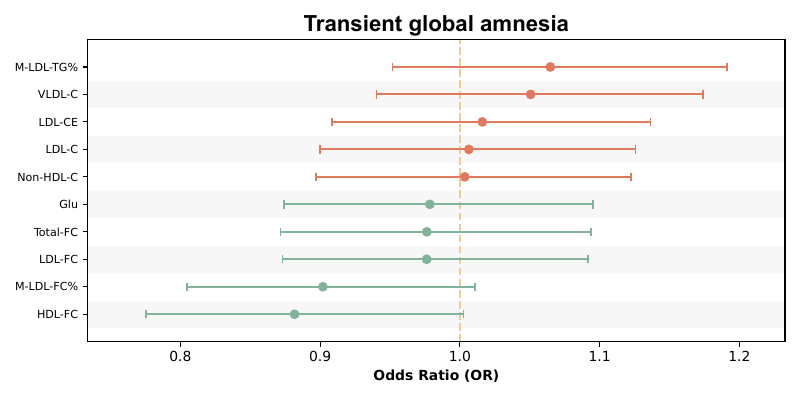 Transient global amnesia
M-LDL-TG%
VLDL-C
LDL-CE
LDL-C
Non-HDL-C
Glu
Total-FC
LDL-FC
M-LDL-FC%
HDL-FC
0.8 0.9 1.0 1.1 1.2
Odds Ratio (OR)